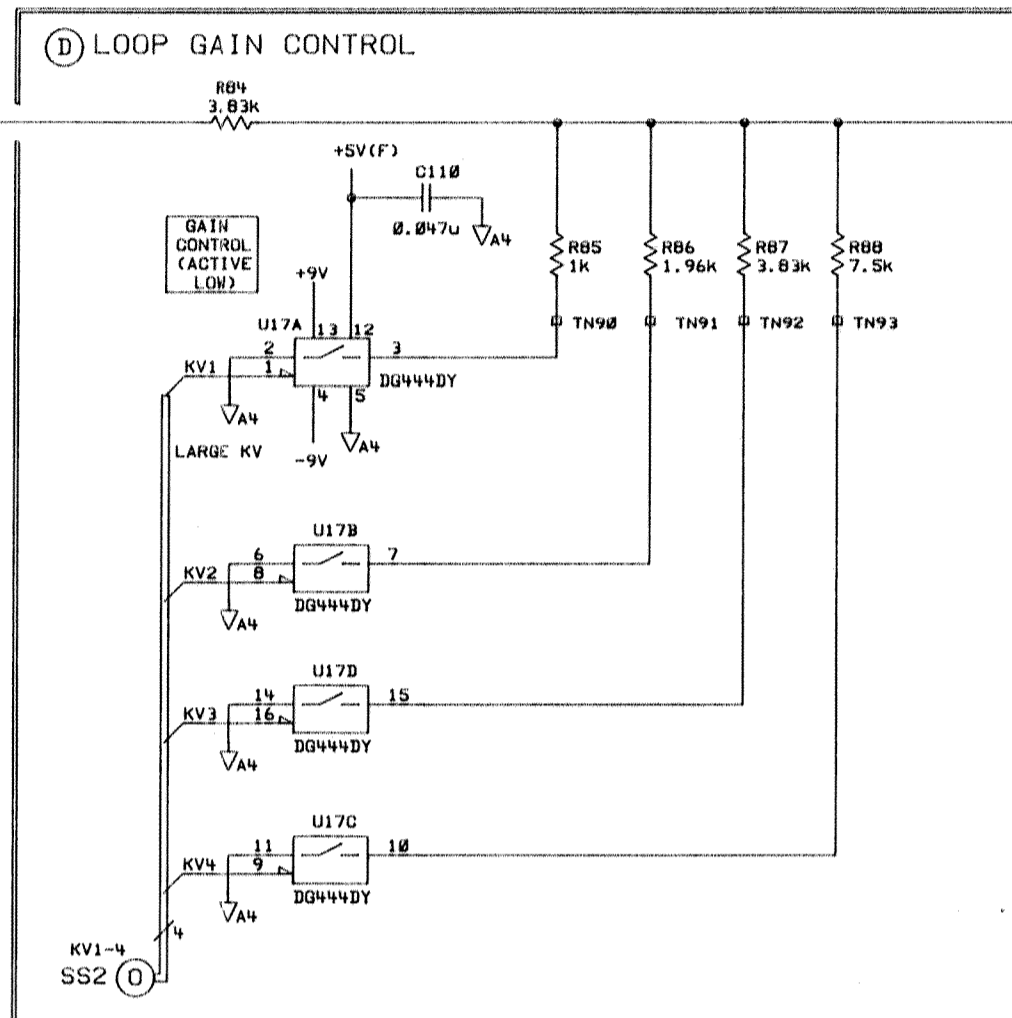 D LOOP GAIN CONTROL
R84
3.83k
+5V(F)
C110
0.047u
A4
GAIN
CONTROL
(ACTIVE
LOW)
+9V
R85
1k
R86
1.96k
R87
3.83k
R88
7.5k
TN90
TN91
TN92
TN93
U17A
13
12
2
3
KV1
1
DG444DY
4
5
A4
A4
LARGE KV
-9V
U17B
6
7
KV2
8
DG444DY
A4
U17D
14
15
KV3
16
DG444DY
A4
U17C
11
10
KV4
9
DG444DY
A4
4
KV1-4
SS2 O